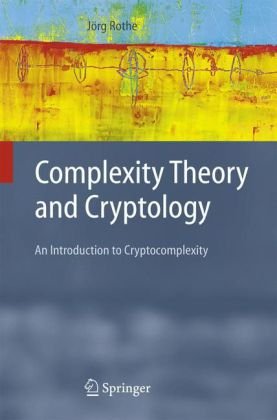 Jörg Rothe
Complexity Theory
and Cryptology
An Introduction to Cryptocomplexity
Springer